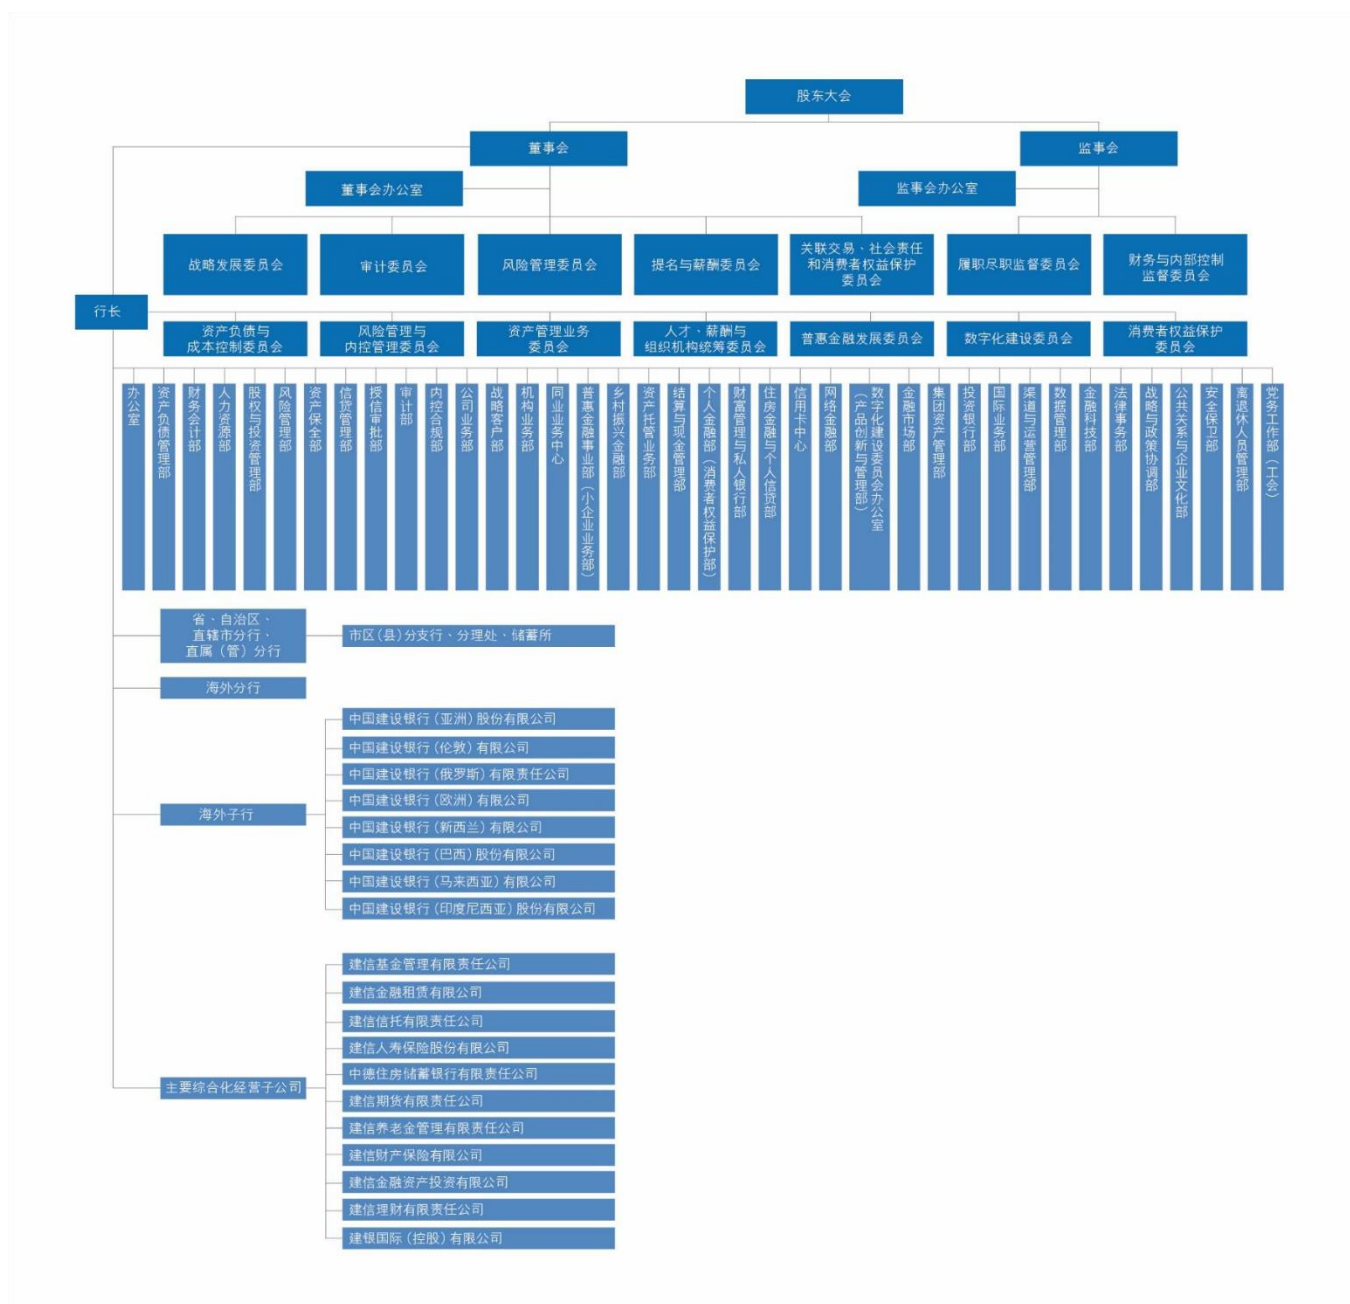 股东大会
董事会
监事会
董事会办公室
监事会办公室
战略发展委员会
审计委员会
风险管理委员会
提名与薪酬委员会
关联交易、社会责任
和消费者权益保护
委员会
履职尽职监督委员会
财务与内部控制
监督委员会
行长
资产负债与
成本控制委员会
风险管理与
内控管理委员会
资产管理业务
委员会
人才、薪酬与
组织机构统筹委员会
普惠金融发展委员会
数字化建设委员会
消费者权益保护
委员会
办公室
资产负债管理部
财务会计部
人力资源部
股权与投资管理部
风险管理部
资产保全部
信贷管理部
授信审批部
审计部
内控合规部
公司业务部
战略客户部
机构业务部
同业业务中心
普惠金融事业部（小企业业务部）
乡村振兴金融部
资产托管业务部
结算与现金管理部
个人金融部（消费者权益保护部）
财富管理与私人银行部
住房金融与个人信贷部
信用卡中心
网络金融部
数字化建设委员会办公室
（产品创新与管理部）
金融市场部
集团资产管理部
投资银行部
国际业务部
渠道与运营管理部
数据管理部
金融科技部
法律事务部
战略与政策协调部
公共关系与企业文化部
安全保卫部
离退休人员管理部
党务工作部（工会）
省、自治区、
直辖市分行、
直属（管）分行
市区（县）分支行、分理处、储蓄所
海外分行
海外子行
中国建设银行（亚洲）股份有限公司
中国建设银行（伦敦）有限公司
中国建设银行（俄罗斯）有限责任公司
中国建设银行（欧洲）有限公司
中国建设银行（新西兰）有限公司
中国建设银行（巴西）股份有限公司
中国建设银行（马来西亚）有限公司
中国建设银行（印度尼西亚）股份有限公司
主要综合化经营子公司
建信基金管理有限责任公司
建信金融租赁有限公司
建信信托有限责任公司
建信人寿保险股份有限公司
中德住房储蓄银行有限责任公司
建信期货有限责任公司
建信养老金管理有限责任公司
建信财产保险有限公司
建信金融资产投资有限公司
建信理财有限责任公司
建银国际（控股）有限公司